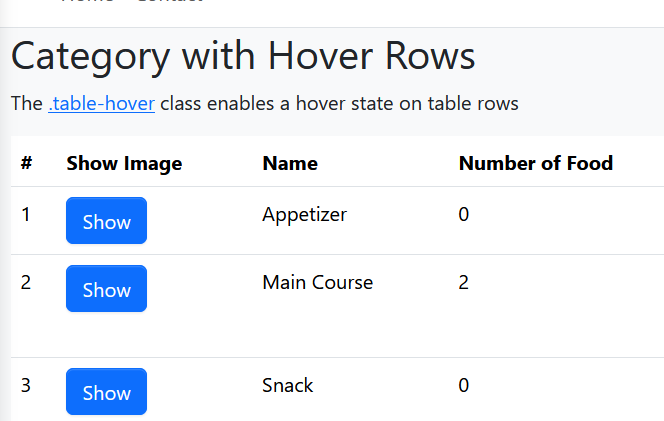 Category with Hover Rows
The .table-hover class enables a hover state on table rows
# Show Image Name Number of Food
1 Show Appetizer 0
2 Show Main Course 2
3 Show Snack 0